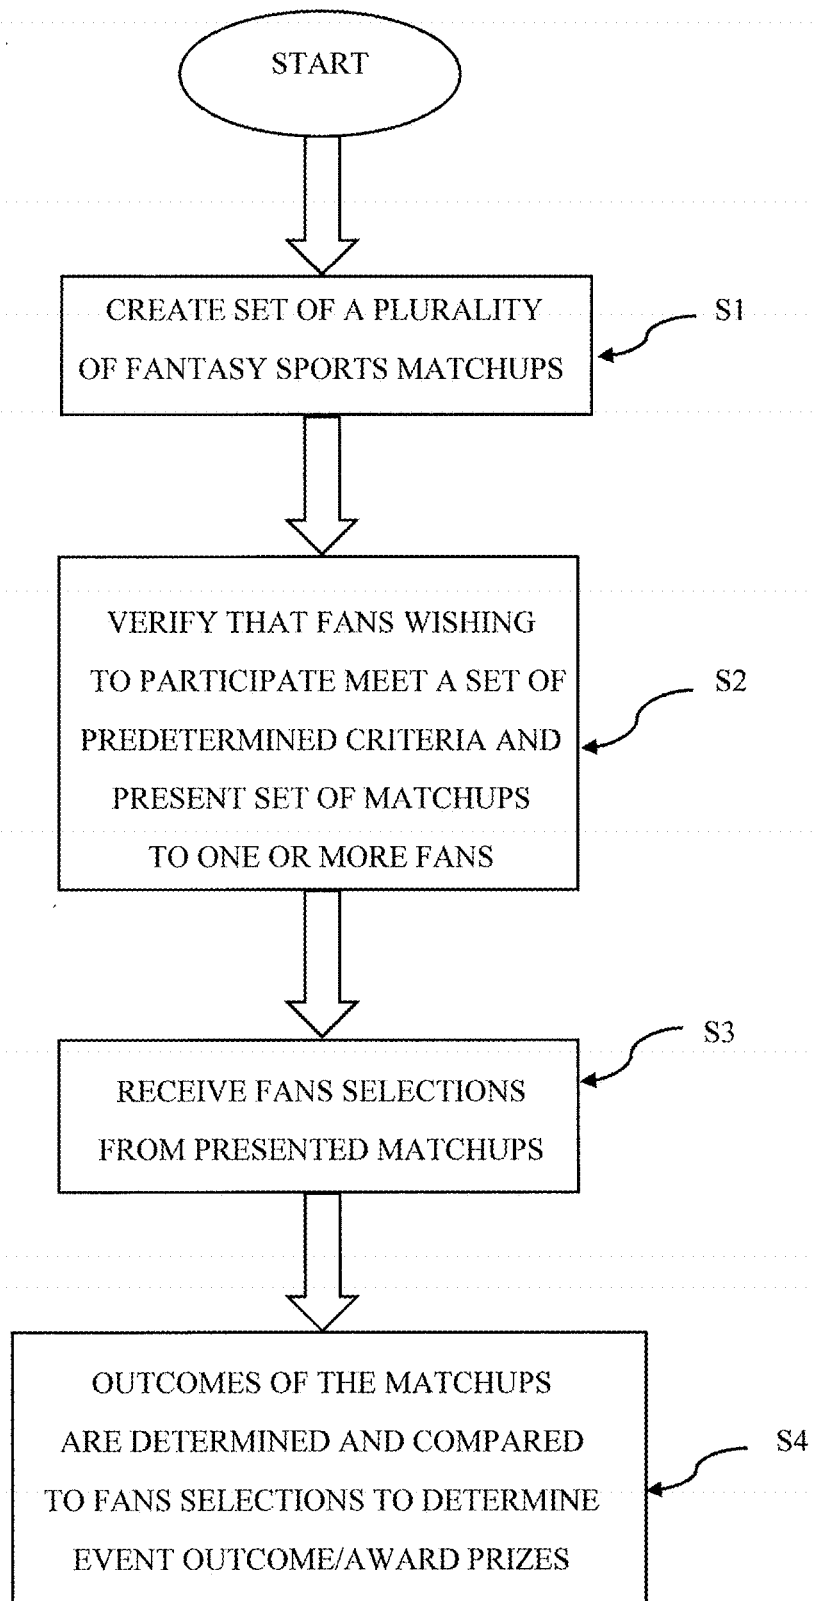 START
CREATE SET OF A PLURALITY
OF FANTASY SPORTS MATCHUPS
S1
VERIFY THAT FANS WISHING
TO PARTICIPATE MEET A SET OF
PREDETERMINED CRITERIA AND
PRESENT SET OF MATCHUPS
TO ONE OR MORE FANS
S2
RECEIVE FANS SELECTIONS
FROM PRESENTED MATCHUPS
S3
OUTCOMES OF THE MATCHUPS
ARE DETERMINED AND COMPARED
TO FANS SELECTIONS TO DETERMINE
EVENT OUTCOME/AWARD PRIZES
S4